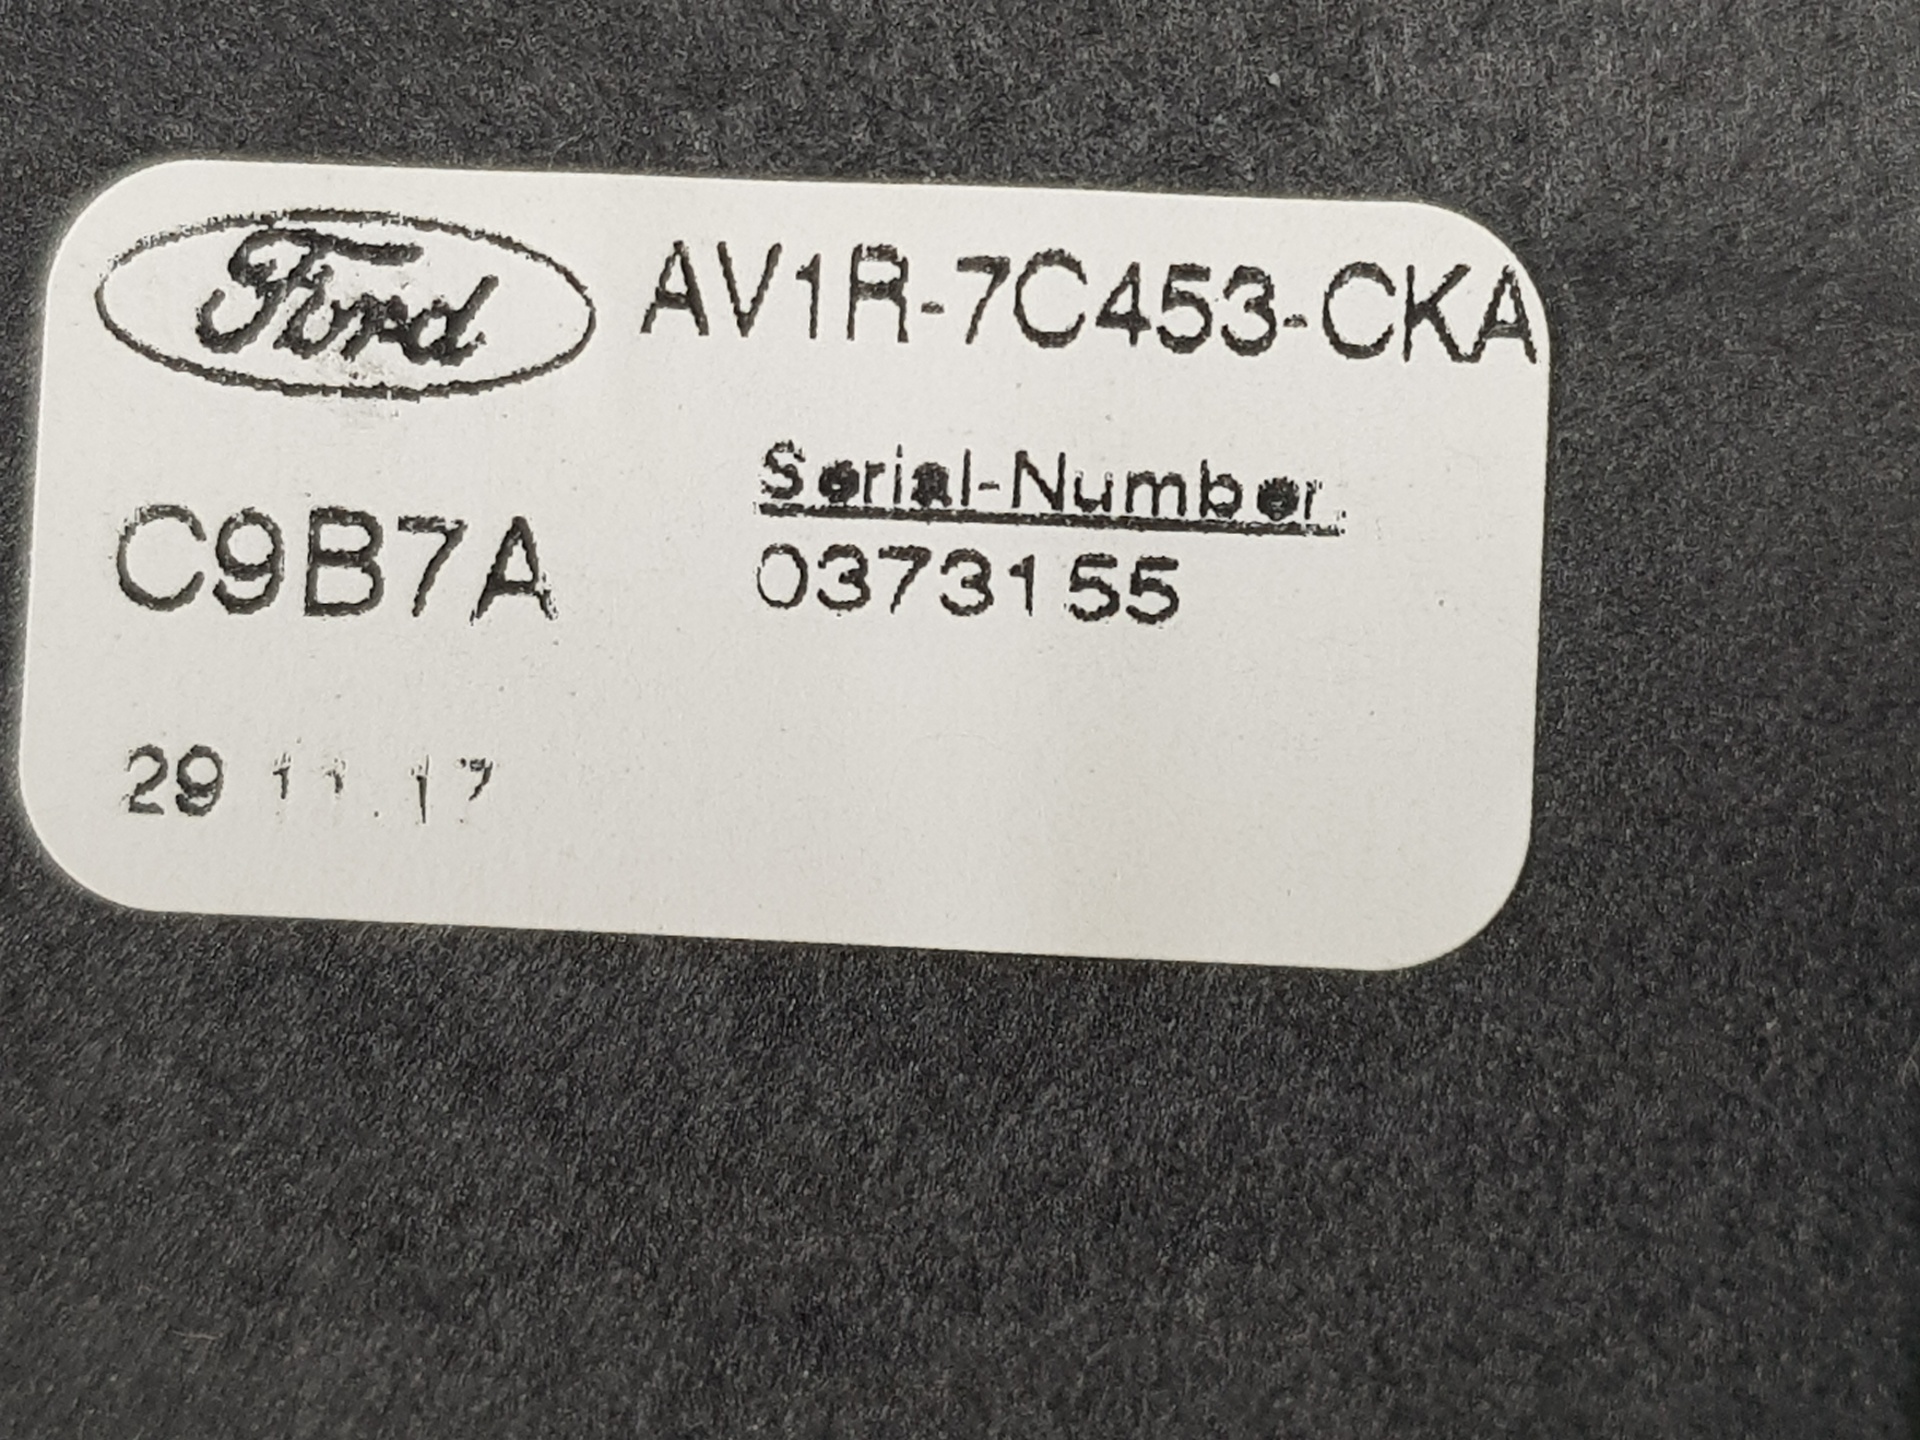 Ford AV1R-7C453-CKA
Serial-Number
C9B7A 0373155
29 11.17